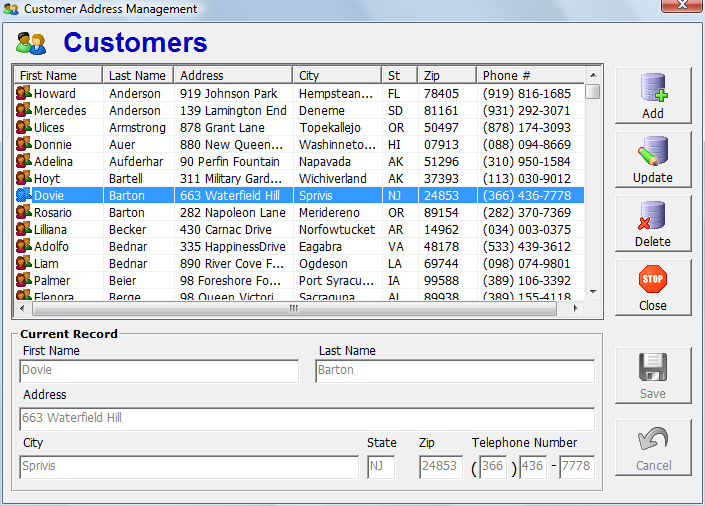 Customer Address Management
Customers
First Name Last Name Address City St Zip Phone #
Howard Anderson 919 Johnson Park Hempstean... FL 78405 (919) 816-1685
Mercedes Anderson 139 Lamington End Deneme SD 81161 (931) 292-3071
Ulices Armstrong 878 Grant Lane Topekallejo OR 50497 (878) 174-3093
Donnie Auer 880 New Queen... Washinneto... HI 07913 (088) 094-8669
Adelina Aufderhar 90 Perfin Fountain Napavada AK 51296 (310) 950-1584
Hoyt Bartell 311 Military Gard... Wichiverland AK 37393 (113) 030-9012
Dovie Barton 663 Waterfield Hill Sprivis NJ 24853 (366) 436-7778
Rosario Barton 282 Napoleon Lane Meridereno OR 89154 (282) 370-7369
Lilliana Becker 430 Carnac Drive Norfowtucket AR 14962 (034) 003-0375
Adolfo Bednar 335 HappinessDrive Eagabra VA 48178 (533) 439-3612
Liam Bednar 890 River Cove F... Ogdeson LA 69744 (098) 074-9801
Palmer Beier 98 Foreshore Fo... Port Syracu... IA 99588 (389) 106-3392
Elenora Berge 98 Queen Victori... Sacraguna AL 89938 (389) 155-4118
Add
Update
Delete
STOP
Close
Save
Cancel
Current Record
First Name Last Name
Dovie Barton
Address
663 Waterfield Hill
City State Zip Telephone Number
Sprivis NJ 24853 (366) 436-7778